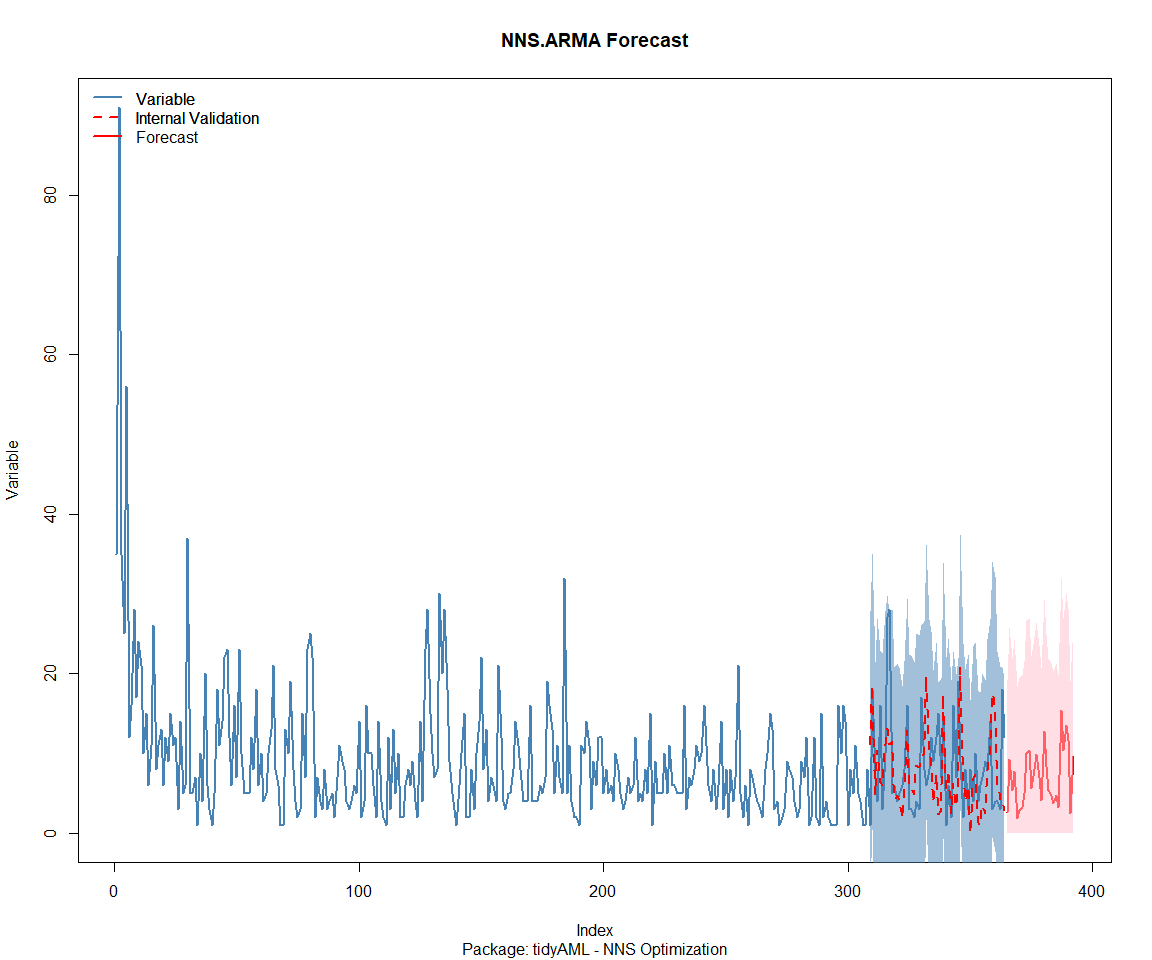 NNS.ARMA Forecast
Variable
Internal Validation
Forecast
80
60
40
20
0
Variable
0
100
200
300
400
Index
Package: tidyAML - NNS Optimization